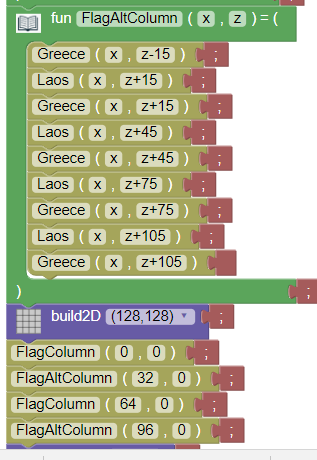 fun FlagAltColumn ( x , z ) = (
Greece ( x , z-15 ) ;
Laos ( x , z+15 ) ;
Greece ( x , z+15 ) ;
Laos ( x , z+45 ) ;
Greece ( x , z+45 ) ;
Laos ( x , z+75 ) ;
Greece ( x , z+75 ) ;
Laos ( x , z+105 ) ;
Greece ( x , z+105 ) ;
) ;
build2D (128,128) ;
FlagColumn ( 0 , 0 ) ;
FlagAltColumn ( 32 , 0 ) ;
FlagColumn ( 64 , 0 ) ;
FlagAltColumn ( 96 , 0 ) ;